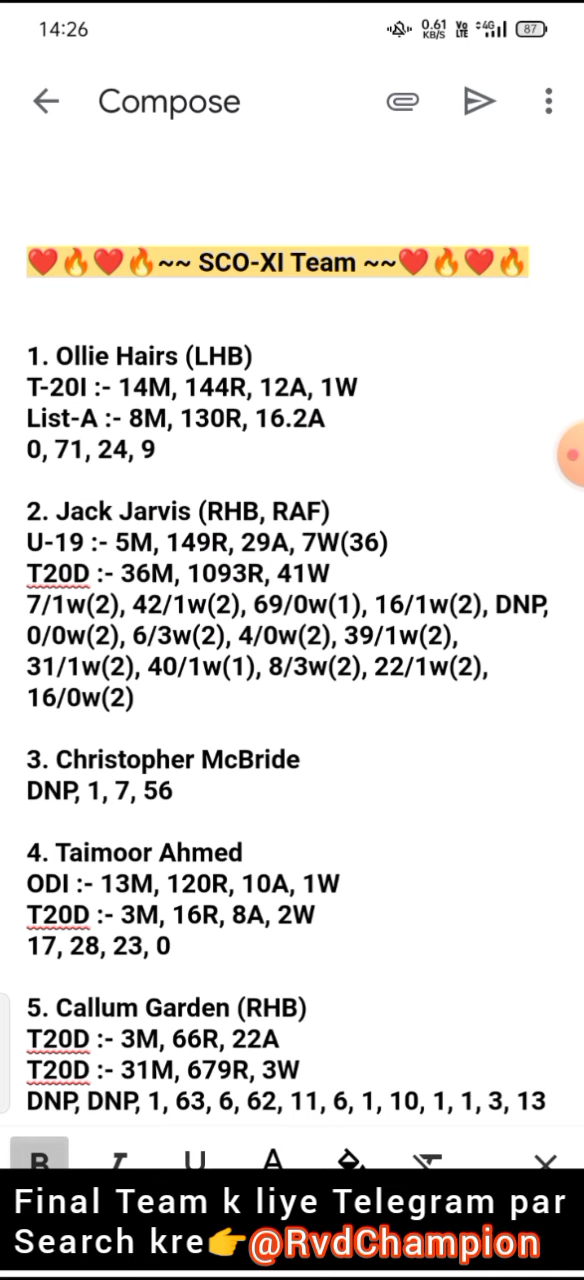 14:26
0.61 KB/S Vo LTE 4G 87
Compose
❤️🔥❤️🔥~~ SCO-XI Team ~~❤️🔥❤️🔥
1. Ollie Hairs (LHB)
T-20I :- 14M, 144R, 12A, 1W
List-A :- 8M, 130R, 16.2A
0, 71, 24, 9
2. Jack Jarvis (RHB, RAF)
U-19 :- 5M, 149R, 29A, 7W(36)
T20D :- 36M, 1093R, 41W
7/1w(2), 42/1w(2), 69/0w(1), 16/1w(2), DNP,
0/0w(2), 6/3w(2), 4/0w(2), 39/1w(2),
31/1w(2), 40/1w(1), 8/3w(2), 22/1w(2),
16/0w(2)
3. Christopher McBride
DNP, 1, 7, 56
4. Taimoor Ahmed
ODI :- 13M, 120R, 10A, 1W
T20D :- 3M, 16R, 8A, 2W
17, 28, 23, 0
5. Callum Garden (RHB)
T20D :- 3M, 66R, 22A
T20D :- 31M, 679R, 3W
DNP, DNP, 1, 63, 6, 62, 11, 6, 1, 10, 1, 1, 3, 13
B I U A
Final Team k liye Telegram par
Search kre👉@RvdChampion